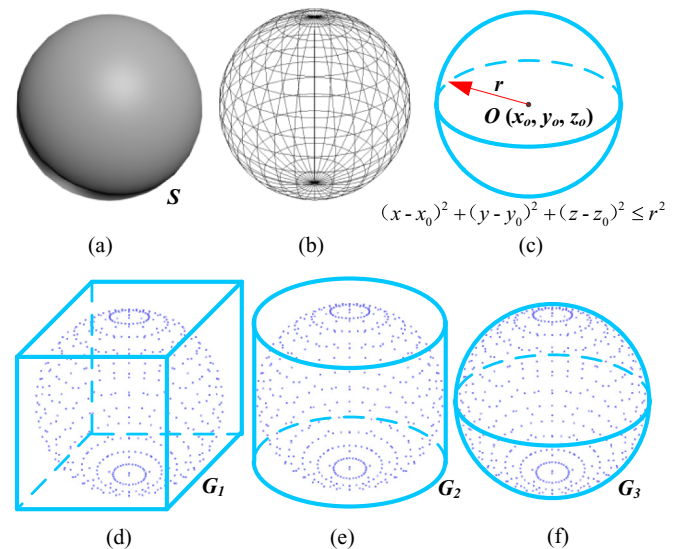 S
r
O (xₒ, yₒ, zₒ)
(x - x₀)² + (y - y₀)² + (z - z₀)² ≤ r²
(a)
(b)
(c)
G₁
G₂
G₃
(d)
(e)
(f)